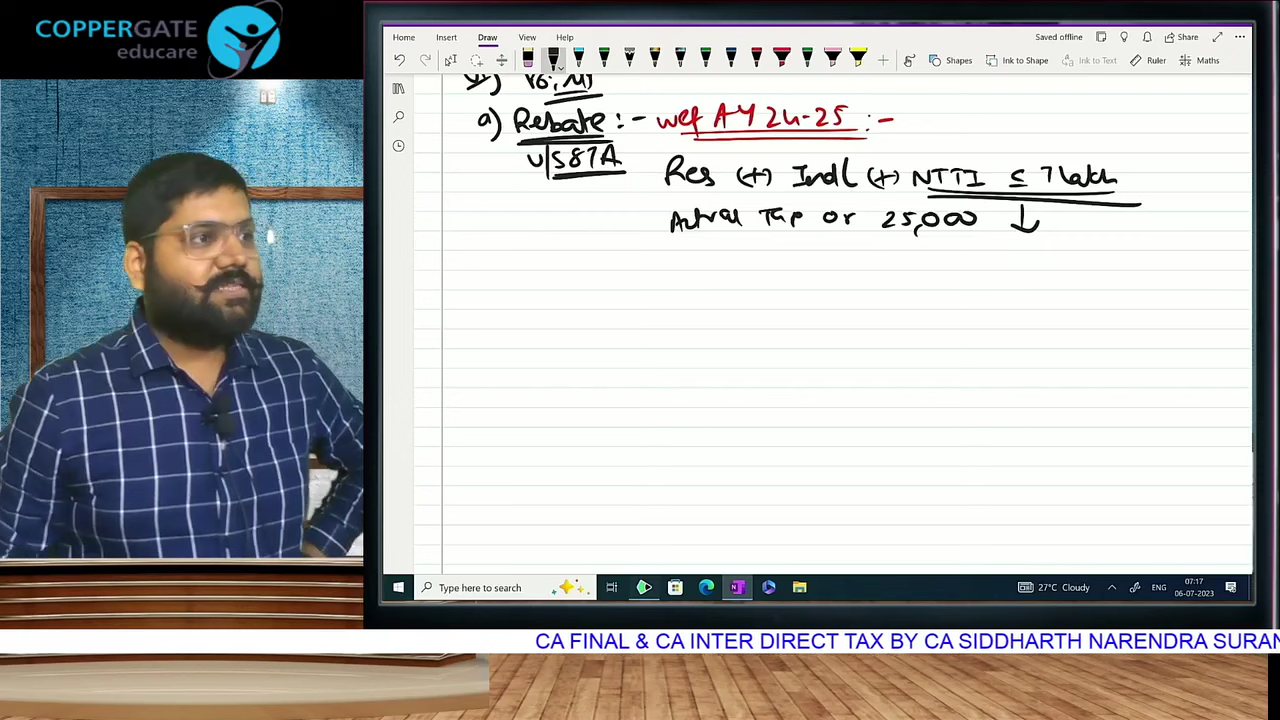 COPPERGATE
educare
Home Insert Draw View Help
Saved offline
Share
Shapes Ink to Shape Ink to Text Ruler Maths
a) Rebate :- wef AY 24-25 :-
u/s 87A
Res (+) Indl (+) NTTI ≤ 7 lakh
Actual Tap or 25,000 ↓
Type here to search
27°C Cloudy
ENG
07:17
06-07-2023
CA FINAL & CA INTER DIRECT TAX BY CA SIDDHARTH NARENDRA SURAN